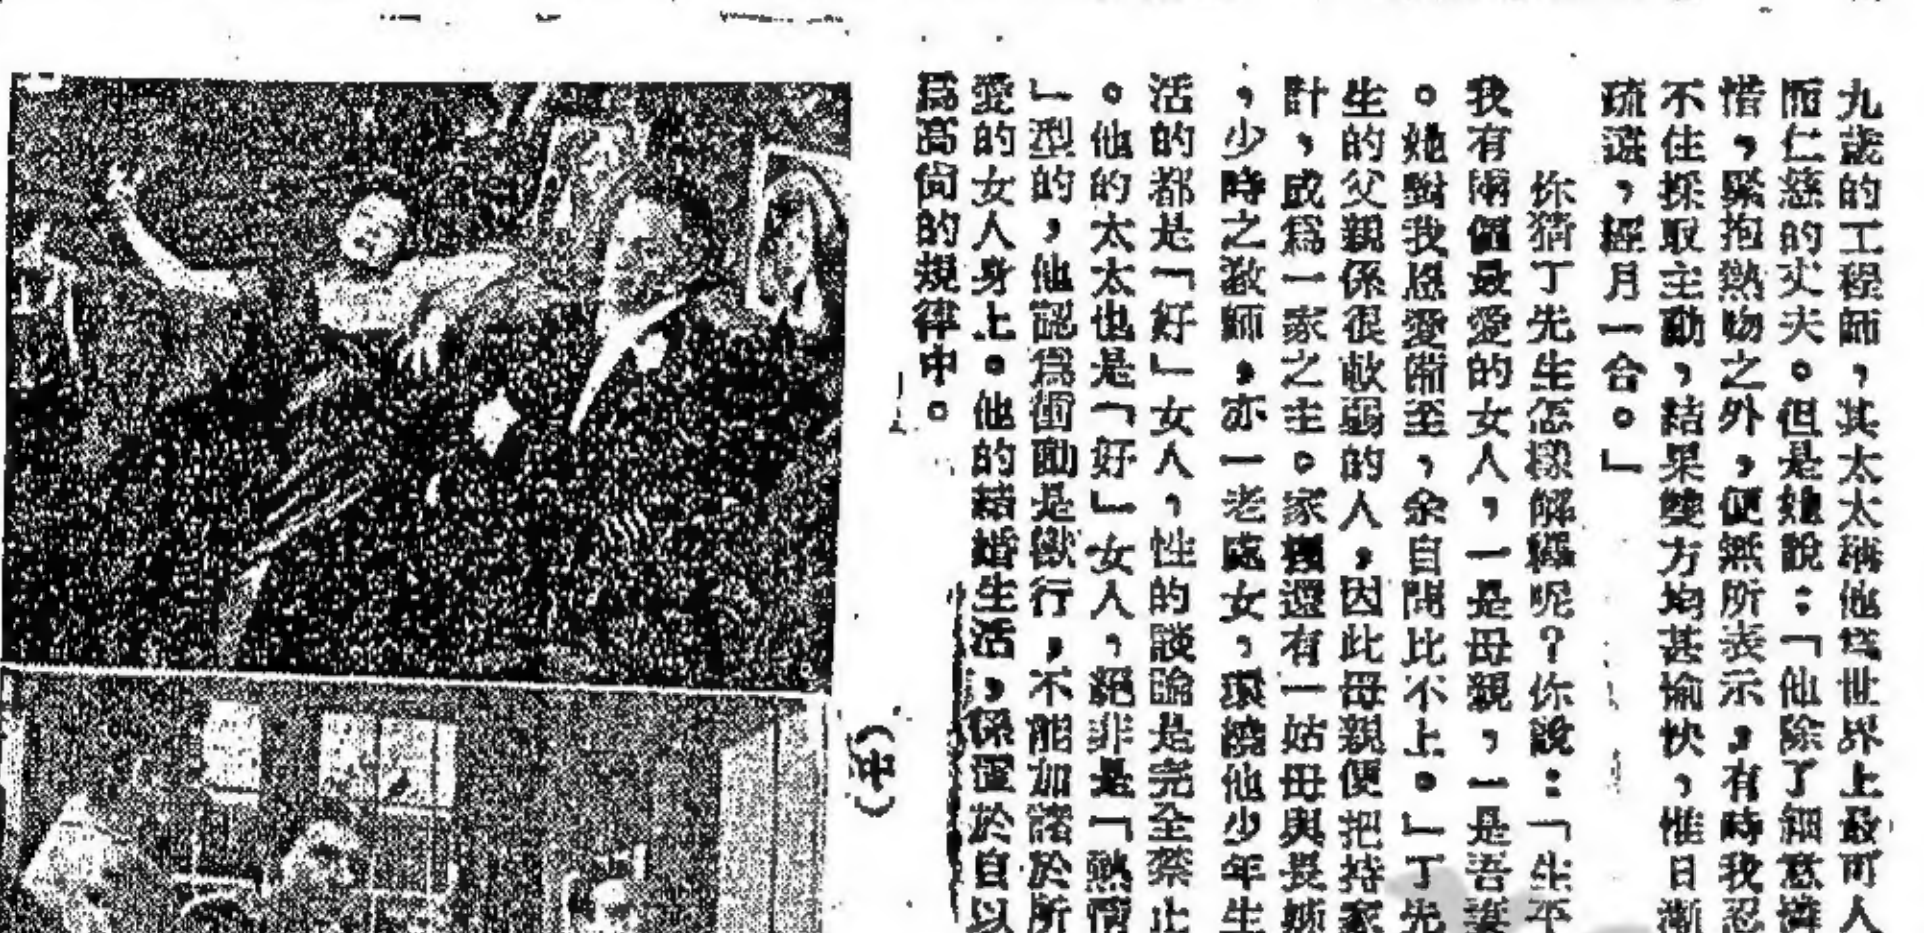 九歲的工程師，其太太稱他爲世界上最可人
而仁慈的丈夫。但是她說：「他除了細意憐
惜，緊抱熱吻之外，便無所表示，有時我忍
不住採取主動，結果雙方均甚愉快，惟日漸
疏遠，經月一合。」
你猜丁先生怎樣解釋呢？你說：「生平
我有兩個最愛的女人，一是母親，一是吾妻
。她對我恩愛備至，余自問比不上。」丁先
生的父親係很軟弱的人，因此母親便把持家
計，成爲一家之主。家裏還有一姑母與長姊
，少時之教師，亦一老處女，環繞他少年生
活的都是「好」女人，性的談論是完全禁止
。他的太太也是「好」女人，絕非是「熱情
」型的，他認爲衝動是獸行，不能加諸於所
愛的女人身上。他的結婚生活，係置於自以
爲高尚的規律中。
（中）